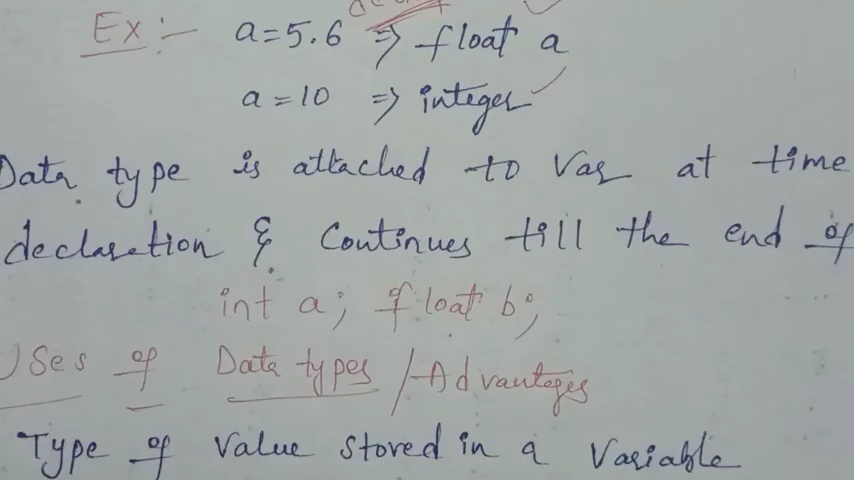 Ex:- a=5.6 => float a
a=10 => integer
Data type is attached to Var at time
declaration & Continues till the end of
int a; float b;
Uses of Data types /Advantages
Type of Value stored in a Variable